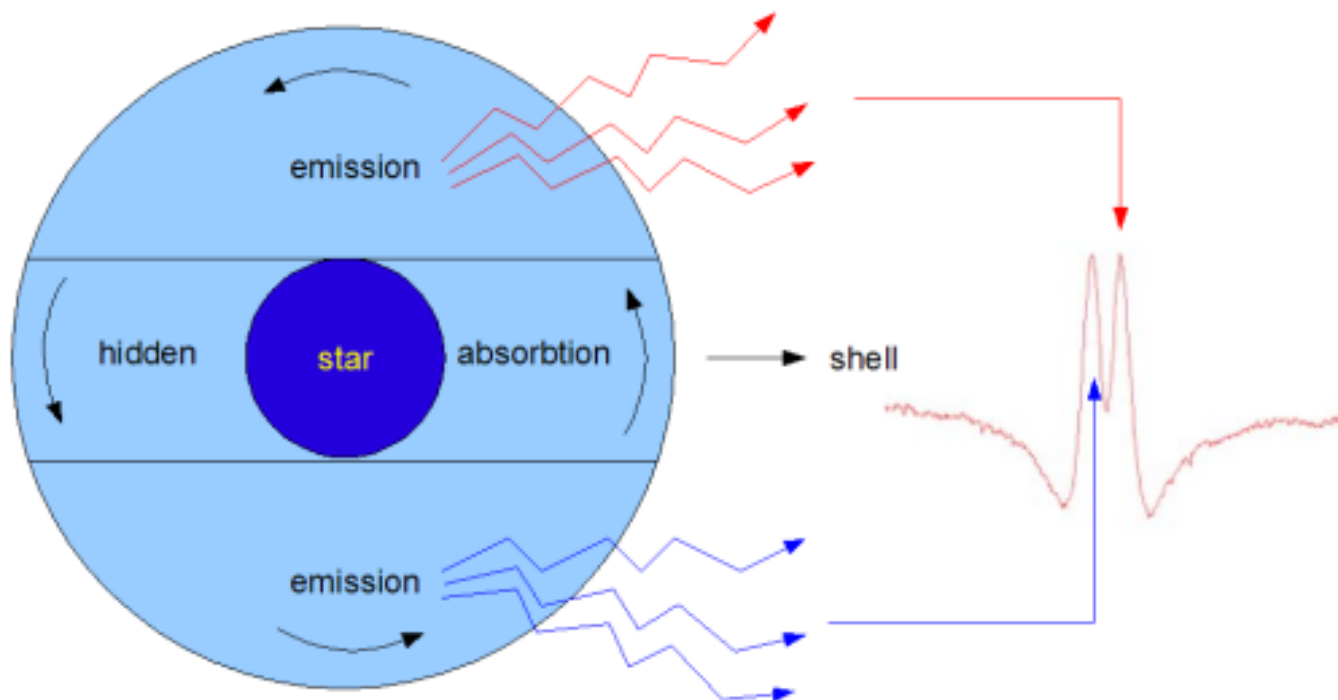 emission
hidden
star
absorbtion
shell
emission